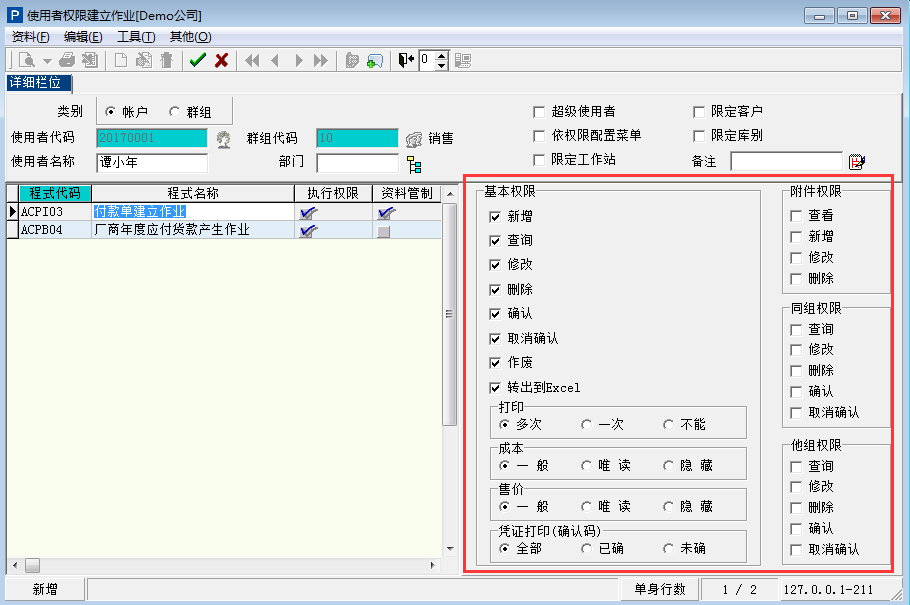 使用者权限建立作业[Demo公司]
资料(F) 编辑(E) 工具(T) 其他(O)
0
详细栏位
类别 帐户 群组
使用者代码 20170001 群组代码 10 销售
使用者名称 谭小年 部门
超级使用者 限定客户
依权限配置菜单 限定库别
限定工作站 备注
程式代码 程式名称 执行权限 资料管制
ACPI03 付款单建立作业
ACPB04 厂商年度应付货款产生作业
基本权限
新增
查询
修改
删除
确认
取消确认
作废
转出到Excel
打印
多次 一次 不能
成本
一 般 唯 读 隐 藏
售价
一 般 唯 读 隐 藏
凭证打印(确认码)
全部 已确 未确
附件权限
查看
新增
修改
删除
同组权限
查询
修改
删除
确认
取消确认
他组权限
查询
修改
删除
确认
取消确认
新增 单身行数 1 / 2 127.0.0.1-211